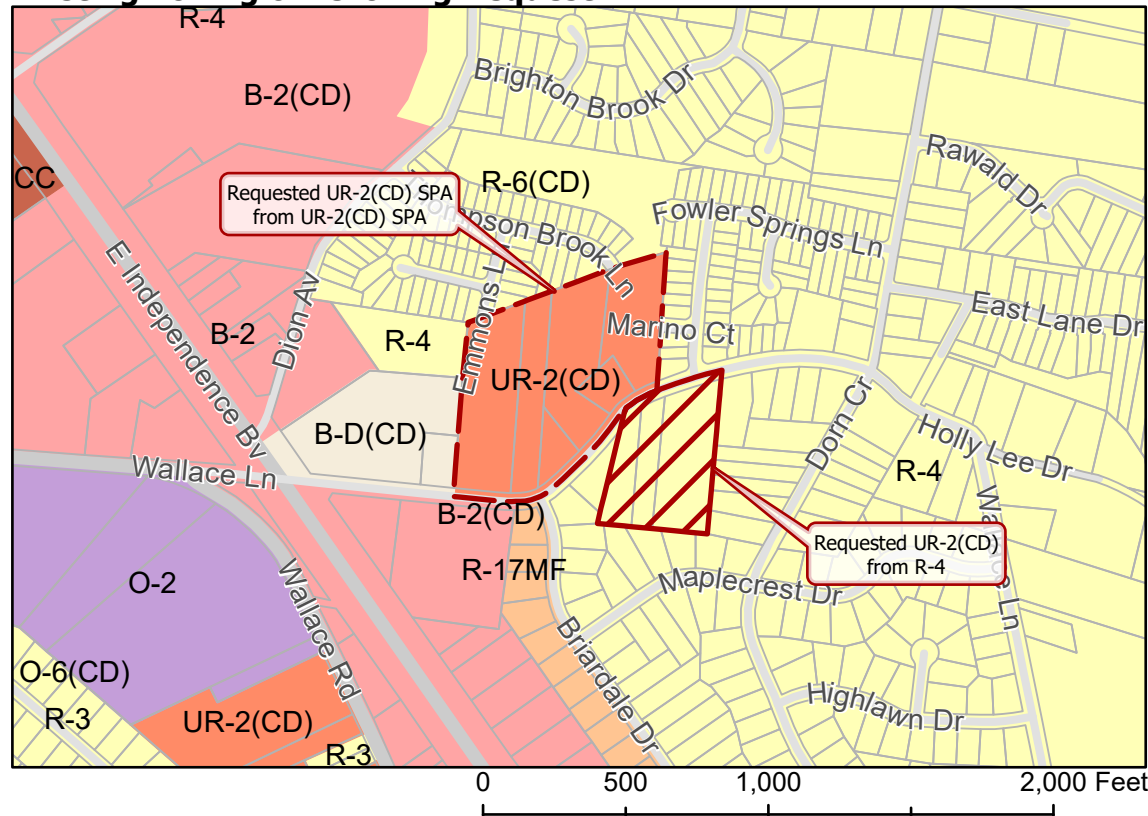 R-4
B-2(CD)
Brighton Brook Dr
CC
R-6(CD)
Rawald Dr
Requested UR-2(CD) SPA
from UR-2(CD) SPA
Brook Ln
Fowler Springs Ln
E Independence Bv
Dion Av
B-2
R-4
Emmons
Marino Ct
East Lane Dr
UR-2(CD)
B-D(CD)
Wallace Ln
Dorn Cr
Holly Lee Dr
R-4
B-2(CD)
R-17MF
O-2
Wallace Rd
Requested UR-2(CD)
from R-4
Maplecrest Dr
Ln
Briardale Dr
O-6(CD)
R-3
UR-2(CD)
R-3
Highlawn Dr
0 500 1,000 2,000 Feet